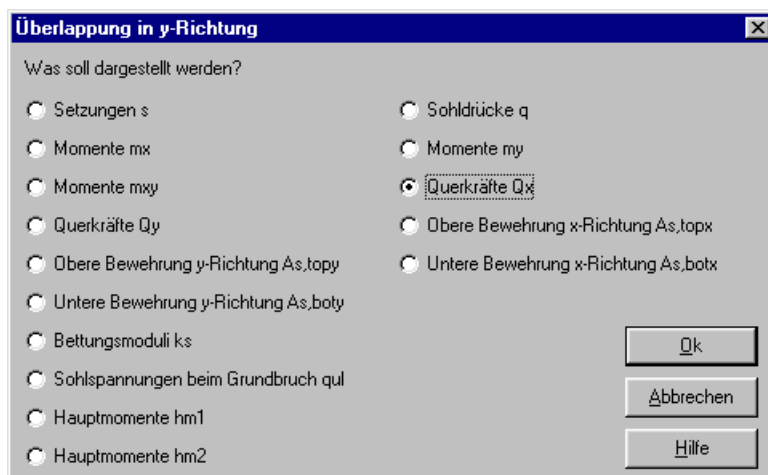 Überlappung in y-Richtung
Was soll dargestellt werden?
Setzungen s
Sohldrücke q
Momente mx
Momente my
Momente mxy
Querkräfte Qx
Querkräfte Qy
Obere Bewehrung x-Richtung As,topx
Obere Bewehrung y-Richtung As,topy
Untere Bewehrung x-Richtung As,botx
Untere Bewehrung y-Richtung As,boty
Bettungsmoduli ks
Ok
Sohlspannungen beim Grundbruch qul
Abbrechen
Hauptmomente hm1
Hauptmomente hm2
Hilfe